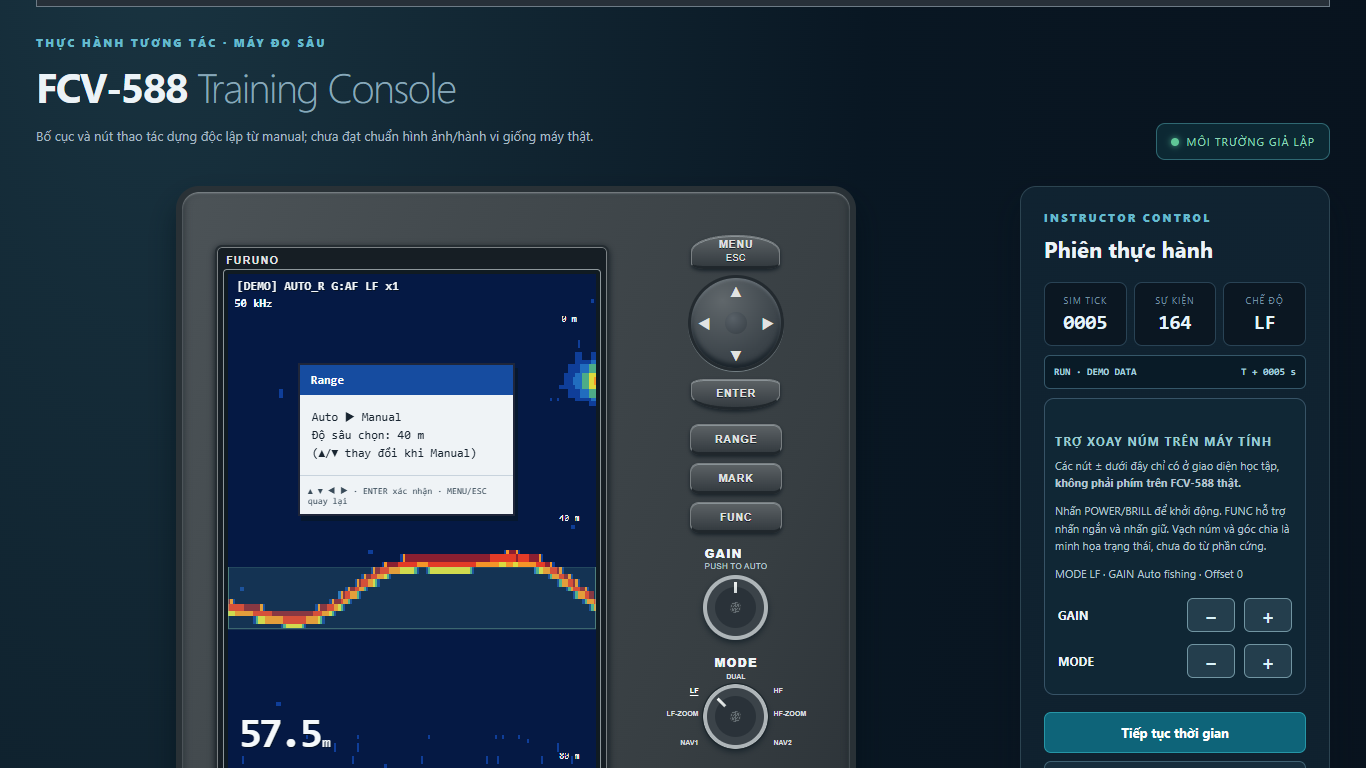 THỰC HÀNH TƯƠNG TÁC · MÁY ĐO SÂU
FCV-588 Training Console
Bố cục và nút thao tác dựng độc lập từ manual; chưa đạt chuẩn hình ảnh/hành vi giống máy thật.
MÔI TRƯỜNG GIẢ LẬP
FURUNO
[DEMO] AUTO_R G:AF LF x1
50 kHz
0 m
Range
Auto ▶ Manual
Độ sâu chọn: 40 m
(▲/▼ thay đổi khi Manual)
▲ ▼ ◀ ▶ · ENTER xác nhận · MENU/ESC
quay lại
40 m
57.5m
80 m
MENU
ESC
▲
◀ ▶
▼
ENTER
RANGE
MARK
FUNC
GAIN
PUSH TO AUTO
MODE
DUAL
LF HF
LF-ZOOM HF-ZOOM
NAV1 NAV2
INSTRUCTOR CONTROL
Phiên thực hành
SIM TICK
0005
SỰ KIỆN
164
CHẾ ĐỘ
LF
RUN · DEMO DATA T + 0005 s
TRỢ XOAY NÚM TRÊN MÁY TÍNH
Các nút ± dưới đây chỉ có ở giao diện học tập,
không phải phím trên FCV-588 thật.
Nhấn POWER/BRILL để khởi động. FUNC hỗ trợ
nhấn ngắn và nhấn giữ. Vạch núm và góc chia là
minh họa trạng thái, chưa đo từ phần cứng.
MODE LF · GAIN Auto fishing · Offset 0
GAIN − +
MODE − +
Tiếp tục thời gian